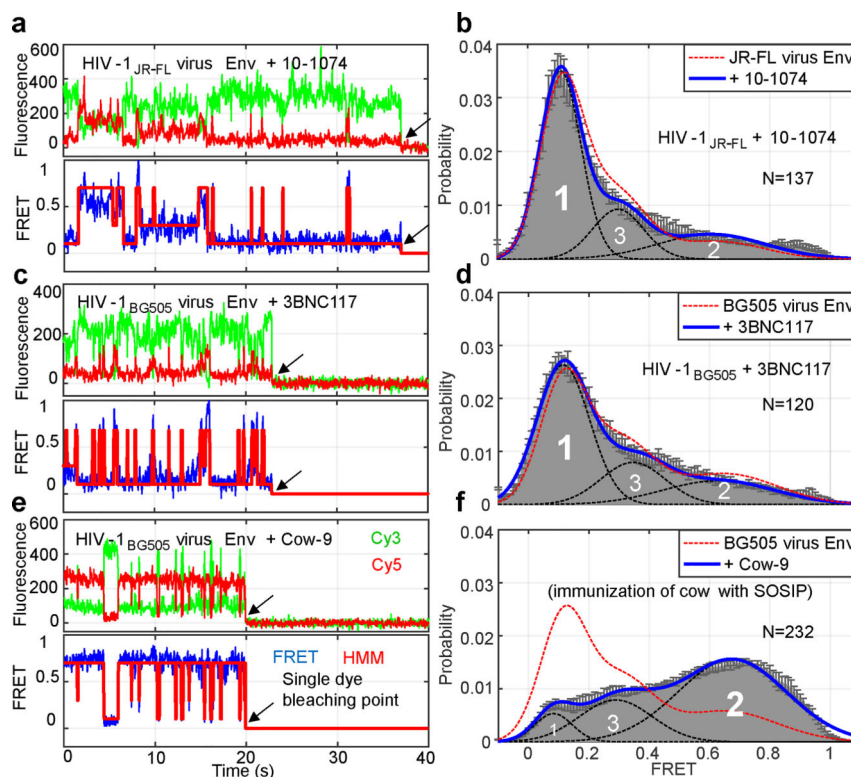 a
600
400
200
0
Fluorescence
HIV -1JR-FL virus Env + 10-1074
1
0.5
0
FRET
b
0.04
0.03
0.02
0.01
0
Probability
JR-FL virus Env
+ 10-1074
HIV -1JR-FL + 10-1074
N=137
1
3
2
c
400
200
0
Fluorescence
HIV -1BG505 virus Env + 3BNC117
1
0.5
0
FRET
d
0.04
0.03
0.02
0.01
0
Probability
BG505 virus Env
+ 3BNC117
HIV -1BG505 + 3BNC117
N=120
1
3
2
e
600
400
200
0
Fluorescence
HIV -1BG505 virus Env + Cow-9
Cy3
Cy5
1
0.5
0
FRET
FRET HMM
Single dye
bleaching point
0 10 20 30 40
Time (s)
f
0.04
0.03
0.02
0.01
0
Probability
BG505 virus Env
+ Cow-9
(immunization of cow with SOSIP)
N=232
1
3
2
0 0.2 0.4 0.6 0.8 1
FRET